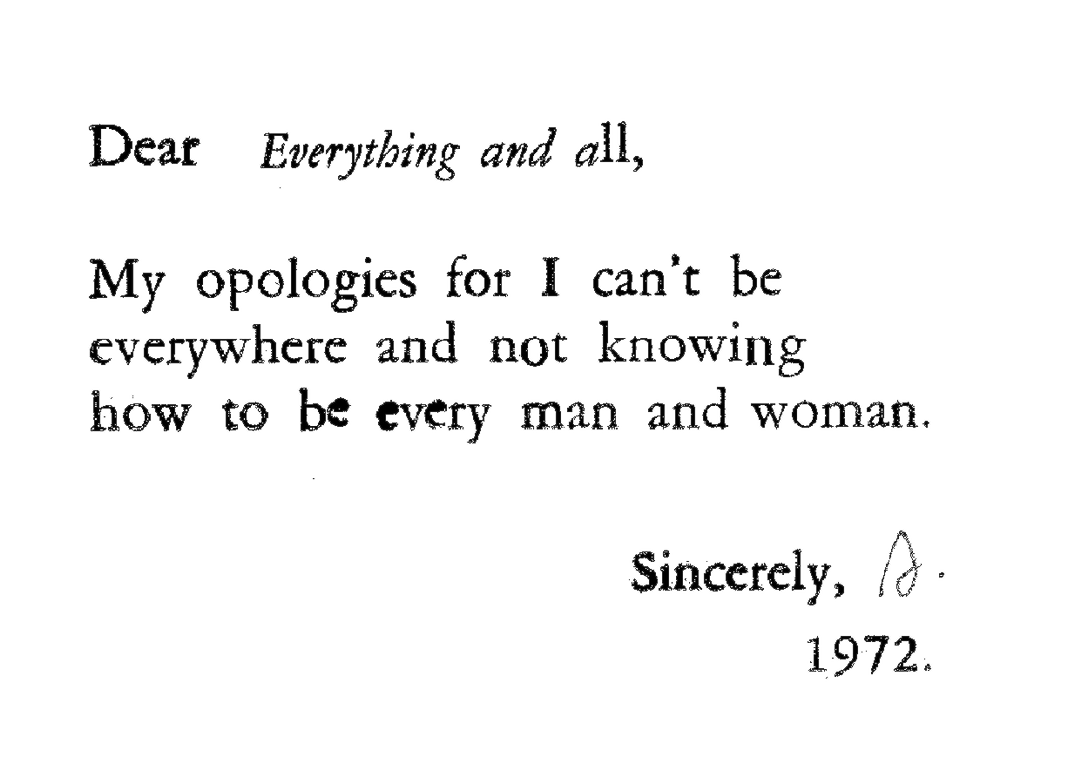 Dear Everything and all,
My opologies for I can't be
everywhere and not knowing
how to be every man and woman.
Sincerely, A.
1972.